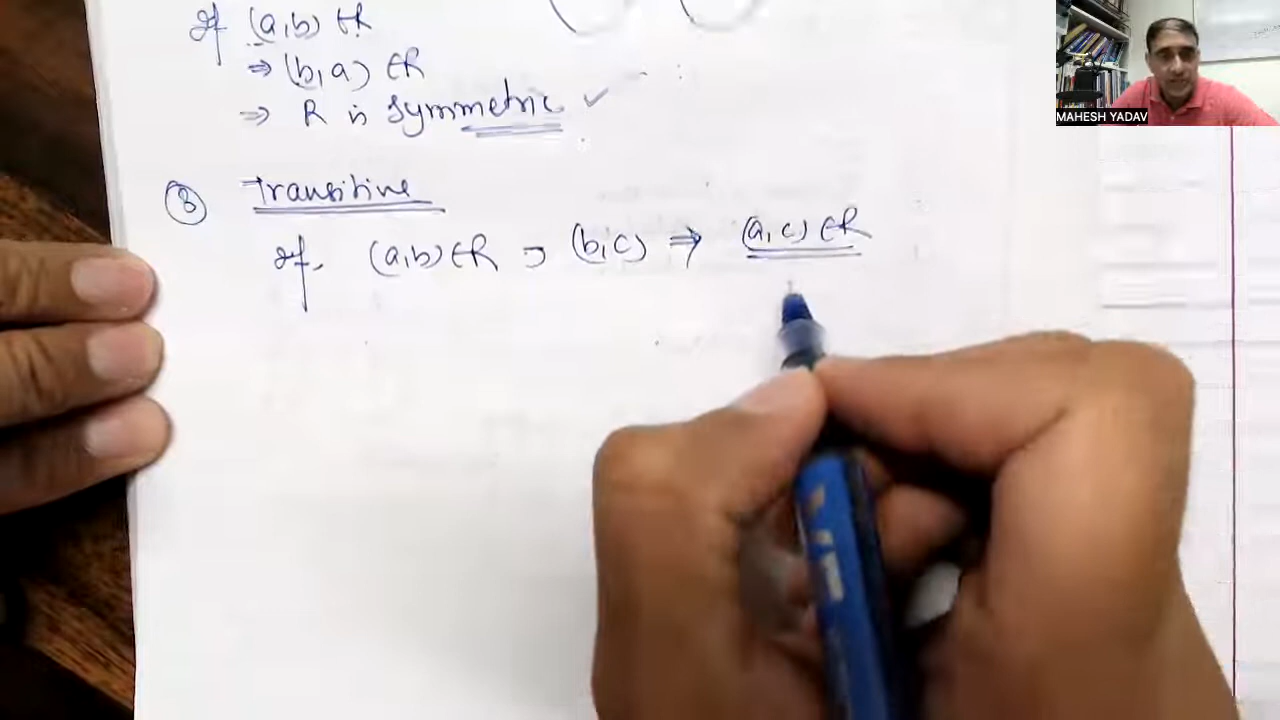 If (a,b) ∈ R
⇒ (b,a) ∈ R
⇒ R is symmetric ✓
③ Transitive
If. (a,b) ∈ R , (b,c) ⇒ (a,c) ∈ R
MAHESH YADAV